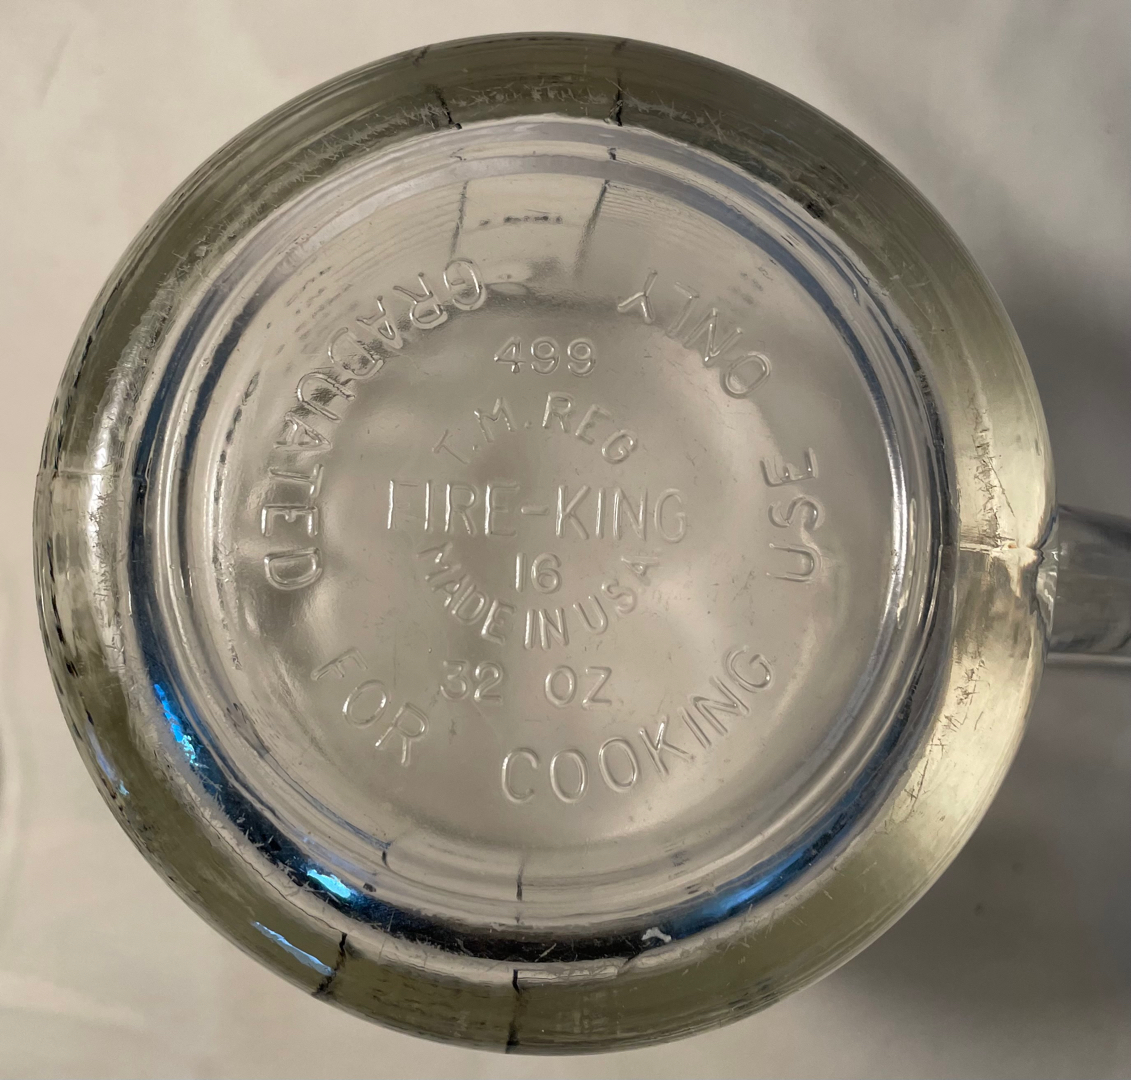 499
T.M. REG
FIRE-KING
16
MADE IN USA
32 OZ
GRADUATED FOR COOKING USE ONLY